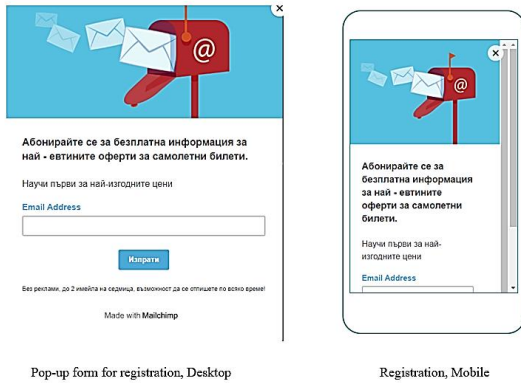 @
Абонирайте се за безплатна информация за
най - евтините оферти за самолетни билети.
Научи първи за най-изгодните цени
Email Address
Изпрати
Без реклами, до 2 имейла на седмица, възможност да се отпишете по всяко време!
Made with Mailchimp
Pop-up form for registration, Desktop
@
Абонирайте се за
безплатна информация
за най - евтините
оферти за самолетни
билети.
Научи първи за най-
изгодните цени
Email Address
Registration, Mobile